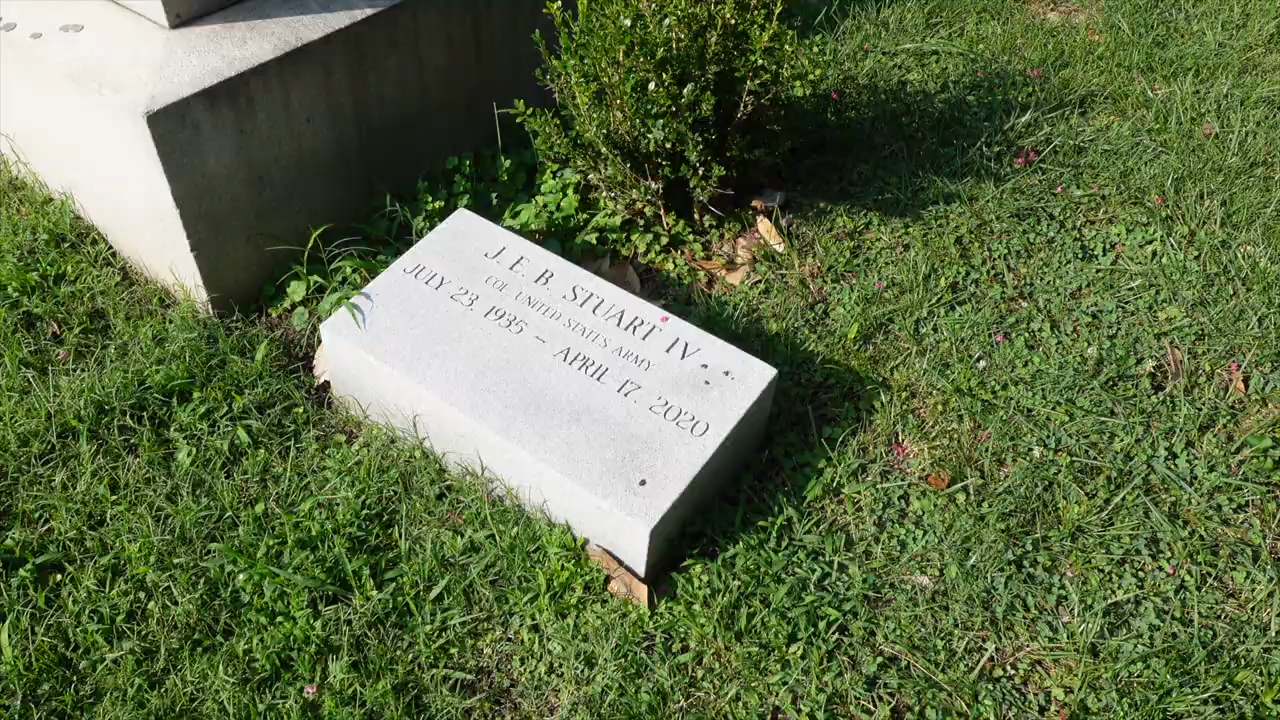 J. E. B. STUART IV
COL. UNITED STATES ARMY
JULY 23, 1935 ~ APRIL 17, 2020